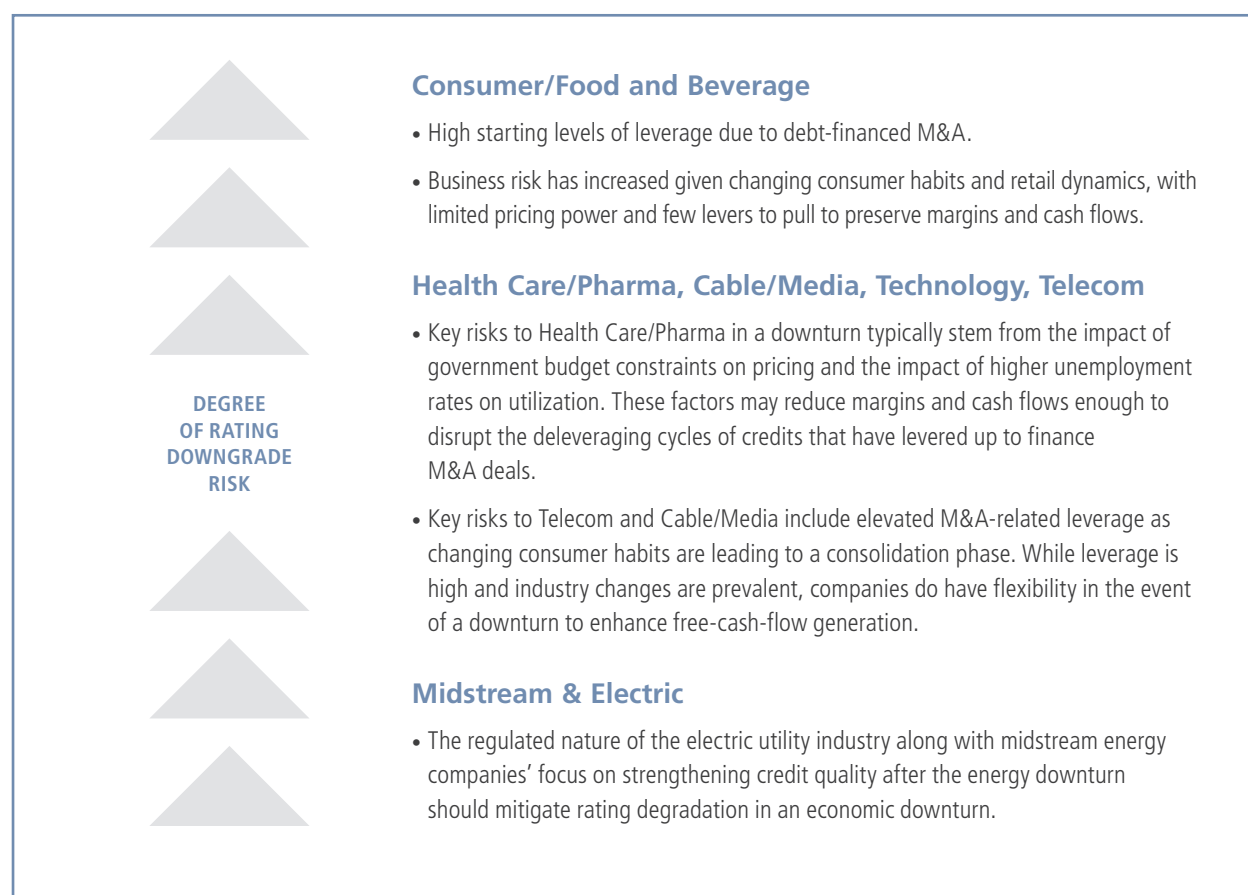 Consumer/Food and Beverage
• High starting levels of leverage due to debt-financed M&A.
• Business risk has increased given changing consumer habits and retail dynamics, with
limited pricing power and few levers to pull to preserve margins and cash flows.
Health Care/Pharma, Cable/Media, Technology, Telecom
• Key risks to Health Care/Pharma in a downturn typically stem from the impact of
government budget constraints on pricing and the impact of higher unemployment
rates on utilization. These factors may reduce margins and cash flows enough to
disrupt the deleveraging cycles of credits that have levered up to finance
M&A deals.
DEGREE
OF RATING
DOWNGRADE
RISK
• Key risks to Telecom and Cable/Media include elevated M&A-related leverage as
changing consumer habits are leading to a consolidation phase. While leverage is
high and industry changes are prevalent, companies do have flexibility in the event
of a downturn to enhance free-cash-flow generation.
Midstream & Electric
• The regulated nature of the electric utility industry along with midstream energy
companies’ focus on strengthening credit quality after the energy downturn
should mitigate rating degradation in an economic downturn.